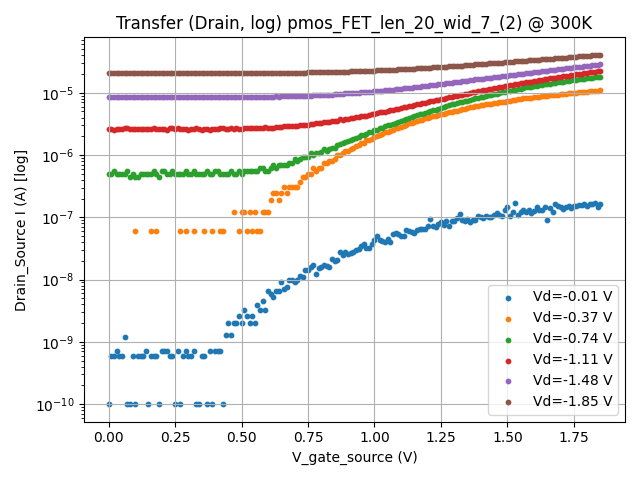 Transfer (Drain, log) pmos_FET_len_20_wid_7_(2) @ 300K
Drain_Source I (A) [log]
10⁻⁵
10⁻⁶
10⁻⁷
10⁻⁸
10⁻⁹
10⁻¹⁰
Vd=-0.01 V
Vd=-0.37 V
Vd=-0.74 V
Vd=-1.11 V
Vd=-1.48 V
Vd=-1.85 V
0.00 0.25 0.50 0.75 1.00 1.25 1.50 1.75
V_gate_source (V)